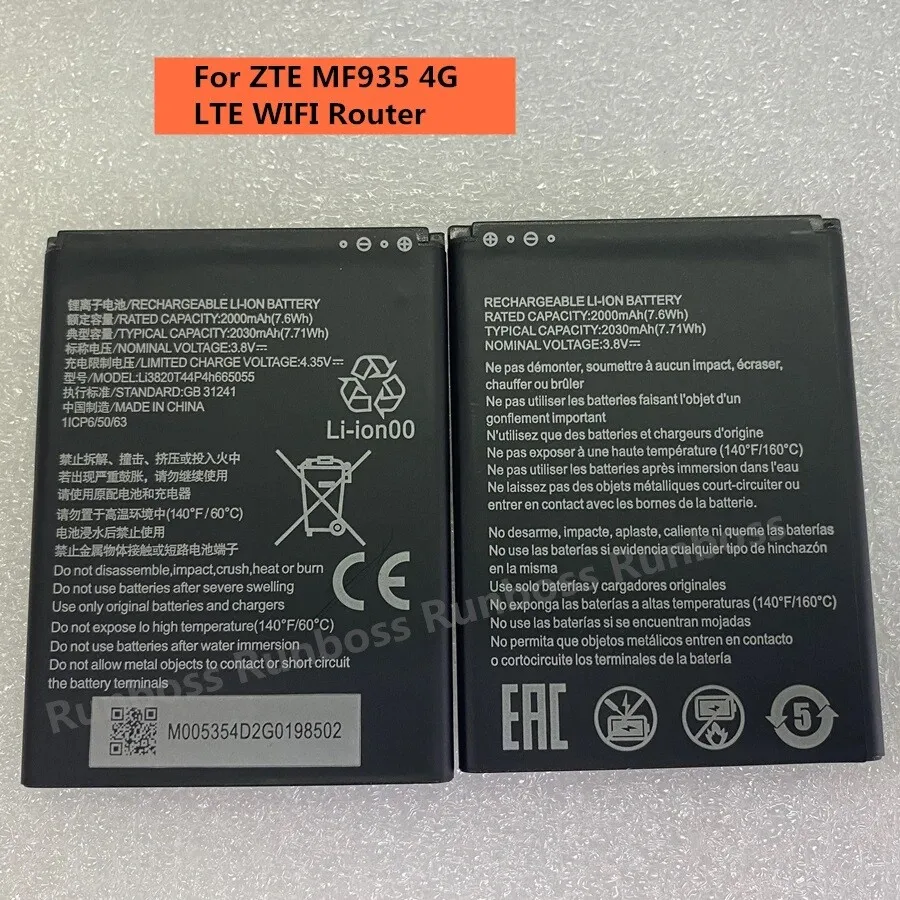 For ZTE MF935 4G
LTE WIFI Router
锂离子电池/RECHARGEABLE LI-ION BATTERY
额定容量/RATED CAPACITY:2000mAh(7.6Wh)
典型容量/TYPICAL CAPACITY:2030mAh(7.71Wh)
标称电压/NOMINAL VOLTAGE:3.8V⎓
充电限制电压/LIMITED CHARGE VOLTAGE:4.35V⎓
型号/MODEL:Li3820T44P4h665055
执行标准/STANDARD:GB 31241
中国制造/MADE IN CHINA
1ICP6/50/63
Li-ion00
禁止拆解、撞击、挤压或投入火中
若出现严重鼓胀，请勿继续使用
请使用原配电池和充电器
请勿置于高温环境中(140°F/60°C)
电池浸水后禁止使用
禁止金属物体接触或短路电池端子
Do not disassemble,impact,crush,heat or burn
Do not use batteries after severe swelling
Use only original batteries and chargers
Do not expose lo high temperature(140°F/60°C)
Do not use batteries after water immersion
Do not allow metal objects to contact or short circuit
the battery terminals
CE
M005354D2G0198502
RECHARGEABLE LI-ION BATTERY
RATED CAPACITY:2000mAh(7.6Wh)
TYPICAL CAPACITY:2030mAh(7.71Wh)
NOMINAL VOLTAGE:3.8V⎓
Ne pas démonter, soumettre à aucun impact, écraser,
chauffer ou brûler
Ne pas utiliser les batteries faisant l'objet d'un
gonflement important
N'utilisez que des batteries et chargeurs d'origine
Ne pas exposer à une haute température (140°F/160°C)
Ne pas utiliser les batteries après immersion dans l'eau
Ne laissez pas des objets métalliques court-circuiter ou
entrer en contact avec les bornes de la batterie.
No desarme, impacte, aplaste, caliente ni queme las baterías
No use las baterías si evidencia cualquier tipo de hinchazón
en la misma
Use solo baterías y cargadores originales
No exponga las baterías a altas temperaturas (140°F/160°C)
No use las baterías si se encuentran mojadas
No permita que objetos metálicos entren en contacto
o cortocircuite los terminales de la batería
EAC
5
Runboss Runboss Runboss Runboss